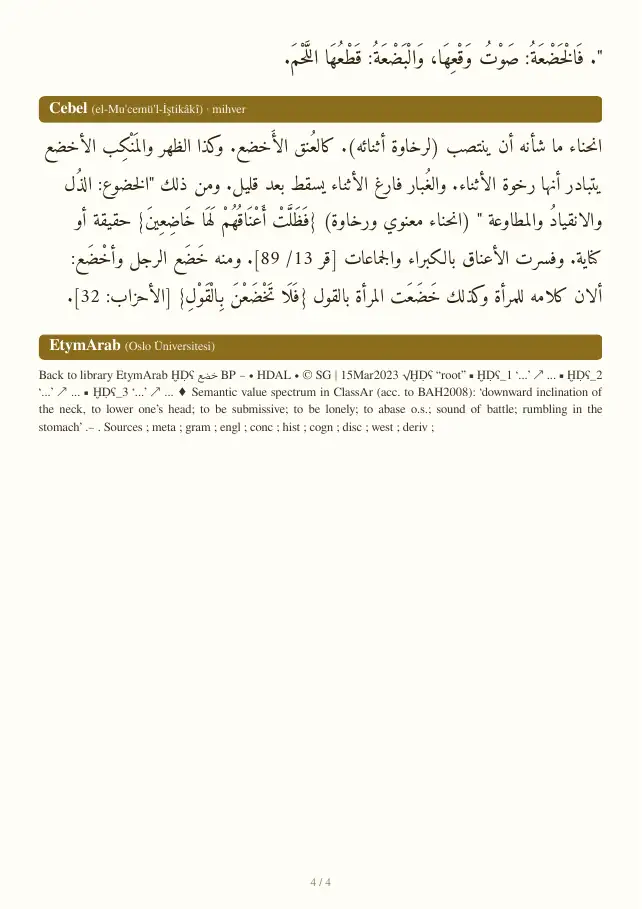 ". فَالْخَضْعَةُ: صَوْتُ وَقْعِهَا، وَالْبَضْعَةُ: قَطْعُهَا اللَّحْمَ.
Cebel (el-Mu'cemü'l-İştikâkî) · mihver
انحناء ما شأنه أن ينتصب (لرخاوة أثنائه). كالعُنق الأَخضع. وكذا الظهر والمَنْكِب الأخضع
يتبادر أنها رخوة الأثناء. والغُبار فارغ الأثناء يسقط بعد قليل. ومن ذلك "الخضوع: الذُل
والانقيادُ والمطاوعة " (انحناء معنوي ورخاوة) {فَظَلَّتْ أَعْنَاقُهُمْ لَهَا خَاضِعِينَ} حقيقة أو
كناية. وفسرت الأعناق بالكبراء والجماعات [قر 13/ 89]. ومنه خَضَع الرجل وأخْضَع:
ألان كلامه للمرأة وكذلك خَضَعَت المرأة بالقول {فَلَا تَخْضَعْنَ بِالْقَوْلِ} [الأحزاب: 32].
EtymArab (Oslo Üniversitesi)
Back to library EtymArab ḪḌʕ خضع BP – • HDAL • © SG | 15Mar2023 √ḪḌʕ “root” ▪ ḪḌʕ_1 ‘...’ ↗ ... ▪ ḪḌʕ_2
‘...’ ↗ ... ▪ ḪḌʕ_3 ‘...’ ↗ ... ♦ Semantic value spectrum in ClassAr (acc. to BAH2008): ‘downward inclination of
the neck, to lower one’s head; to be submissive; to be lonely; to abase o.s.; sound of battle; rumbling in the
stomach’ .– . Sources ; meta ; gram ; engl ; conc ; hist ; cogn ; disc ; west ; deriv ;
4 / 4